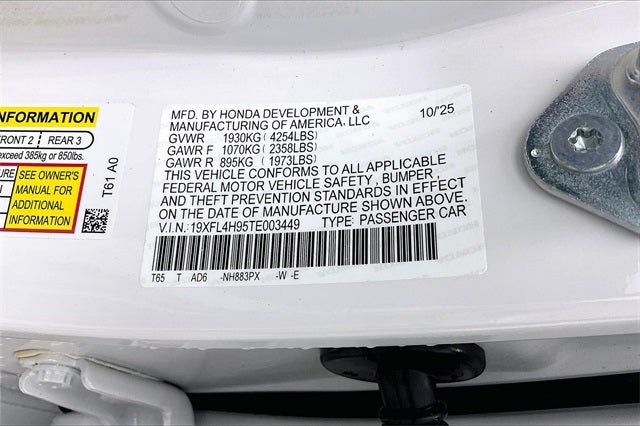 INFORMATION
FRONT 2 REAR 3
exceed 385kg or 850lbs.
SEE OWNER'S
MANUAL FOR
ADDITIONAL
INFORMATION
T61 A0
MFD. BY HONDA DEVELOPMENT & 10/25
MANUFACTURING OF AMERICA, LLC
GVWR 1930KG ( 4254LBS)
GAWR F 1070KG ( 2358LBS)
GAWR R 895KG ( 1973LBS)
THIS VEHICLE CONFORMS TO ALL APPLICABLE
FEDERAL MOTOR VEHICLE SAFETY, BUMPER,
AND THEFT PREVENTION STANDARDS IN EFFECT
ON THE DATE OF MANUFACTURE SHOWN ABOVE.
V.I.N.: 19XFL4H95TE003449 TYPE: PASSENGER CAR
T65 T AD6 -NH883PX -W -E